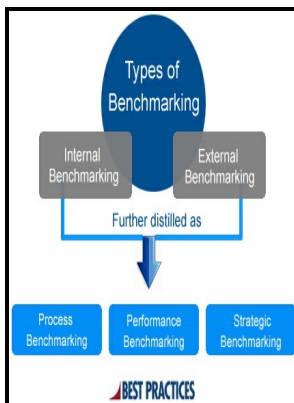 Types of
Benchmarking
Internal
Benchmarking
External
Benchmarking
Further distilled as
Process
Benchmarking
Performance
Benchmarking
Strategic
Benchmarking
BEST PRACTICES